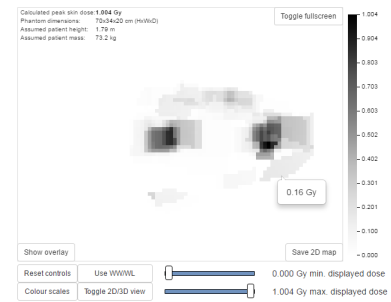 Calculated peak skin dose:1.004 Gy
Phantom dimensions: 70x34x20 cm (HxWxD)
Assumed patient height: 1.79 m
Assumed patient mass: 73.2 kg
Toggle fullscreen
1.004
0.904
0.803
0.703
0.602
0.502
0.402
0.301
0.201
0.100
0.000
0.16 Gy
Show overlay
Save 2D map
Reset controls
Use WW/WL
0.000 Gy min. displayed dose
Colour scales
Toggle 2D/3D view
1.004 Gy max. displayed dose